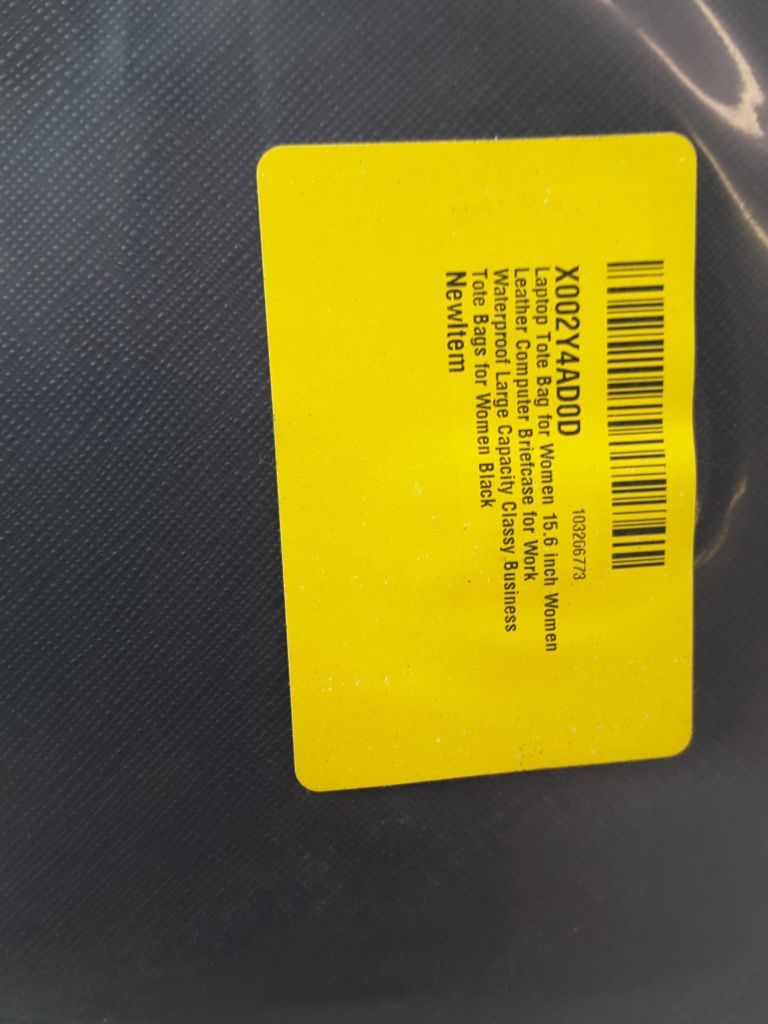 X002Y4AD0D
103206773
Laptop Tote Bag for Women 15.6 inch Women
Leather Computer Briefcase for Work
Waterproof Large Capacity Classy Business
Tote Bags for Women Black
NewItem